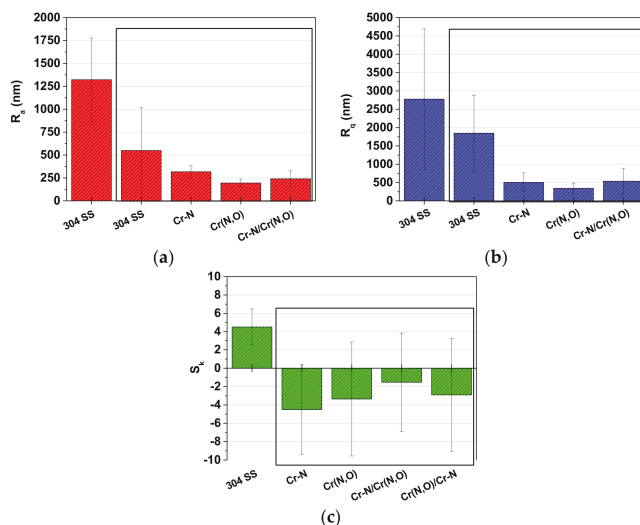 2000
1750
1500
1250
1000
750
500
250
0
Ra (nm)
304 SS
304 SS
Cr-N
Cr(N,O)
Cr-N/Cr(N,O)
(a)
5000
4500
4000
3500
3000
2500
2000
1500
1000
500
0
Rq (nm)
304 SS
304 SS
Cr-N
Cr(N,O)
Cr-N/Cr(N,O)
(b)
10
8
6
4
2
0
-2
-4
-6
-8
-10
Sk
304 SS
Cr-N
Cr(N,O)
Cr-N/Cr(N,O)
Cr(N,O)/Cr-N
(c)